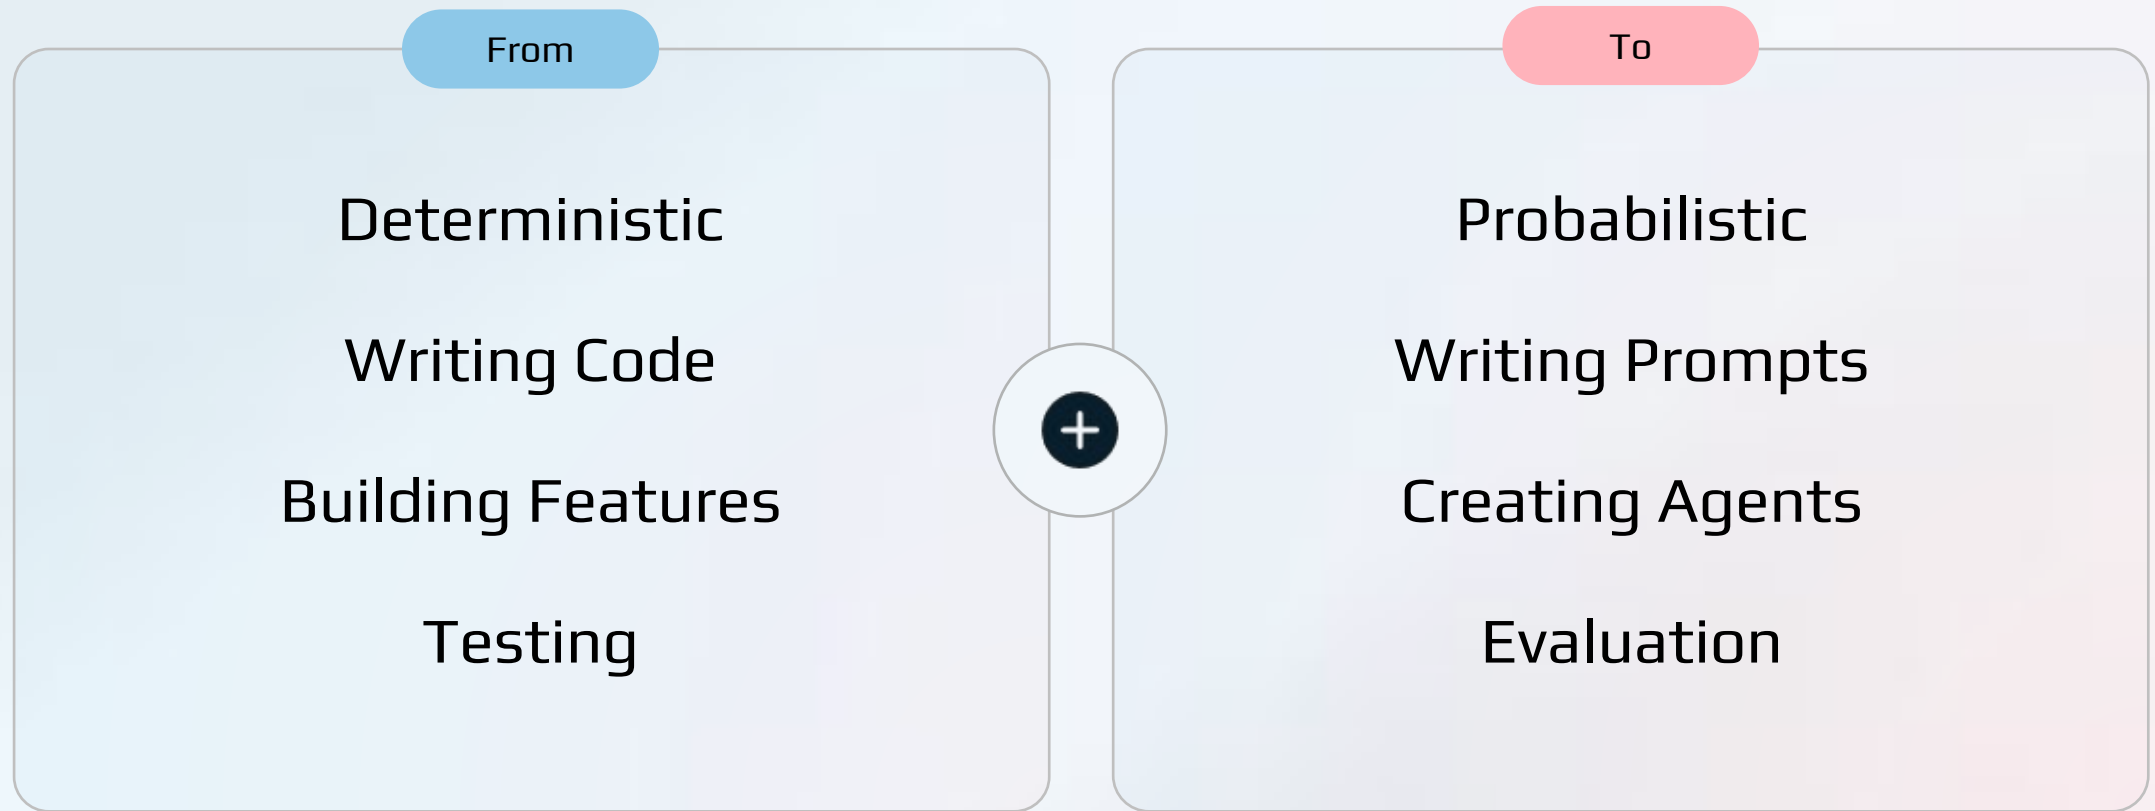 From
Deterministic
Writing Code
Building Features
Testing
To
Probabilistic
Writing Prompts
Creating Agents
Evaluation